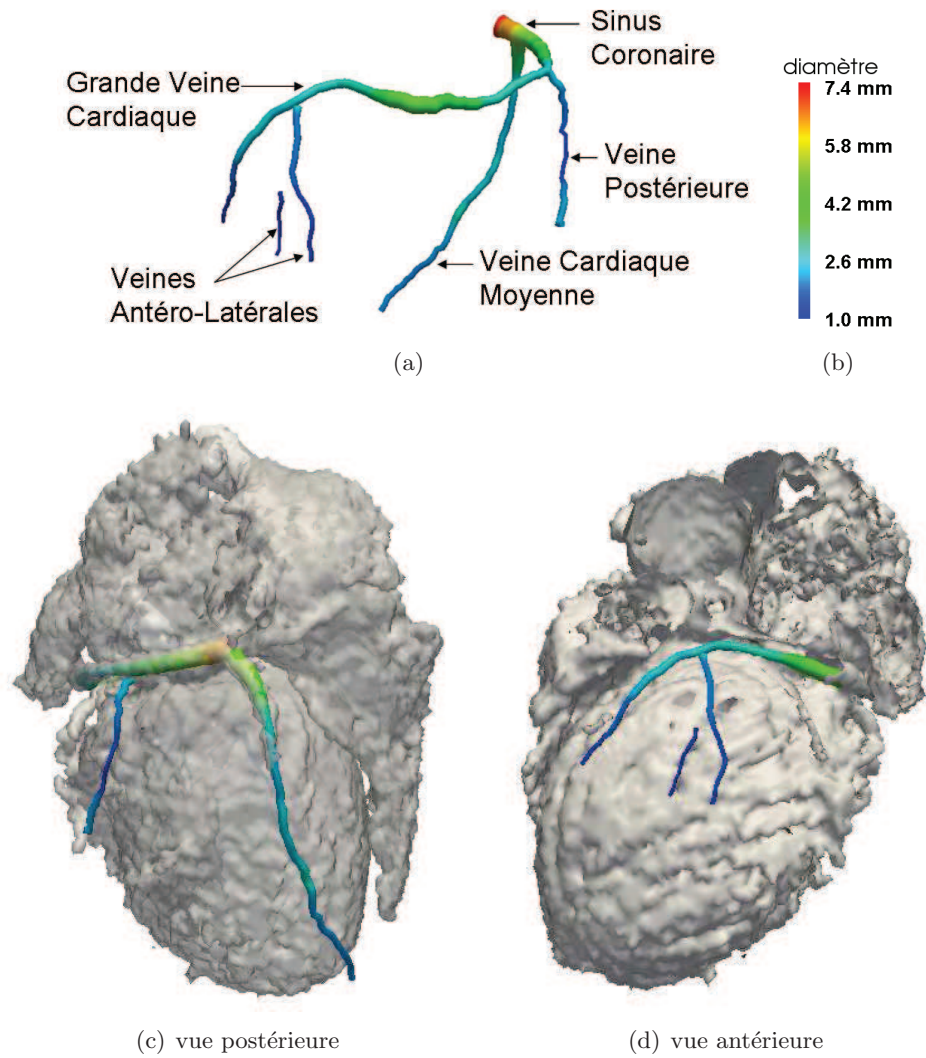 Sinus
Coronaire
Grande Veine
Cardiaque
diamètre
7.4 mm
5.8 mm
4.2 mm
2.6 mm
1.0 mm
Veine
Postérieure
Veines
Antéro-Latérales
Veine Cardiaque
Moyenne
(a)
(b)
(c) vue postérieure
(d) vue antérieure